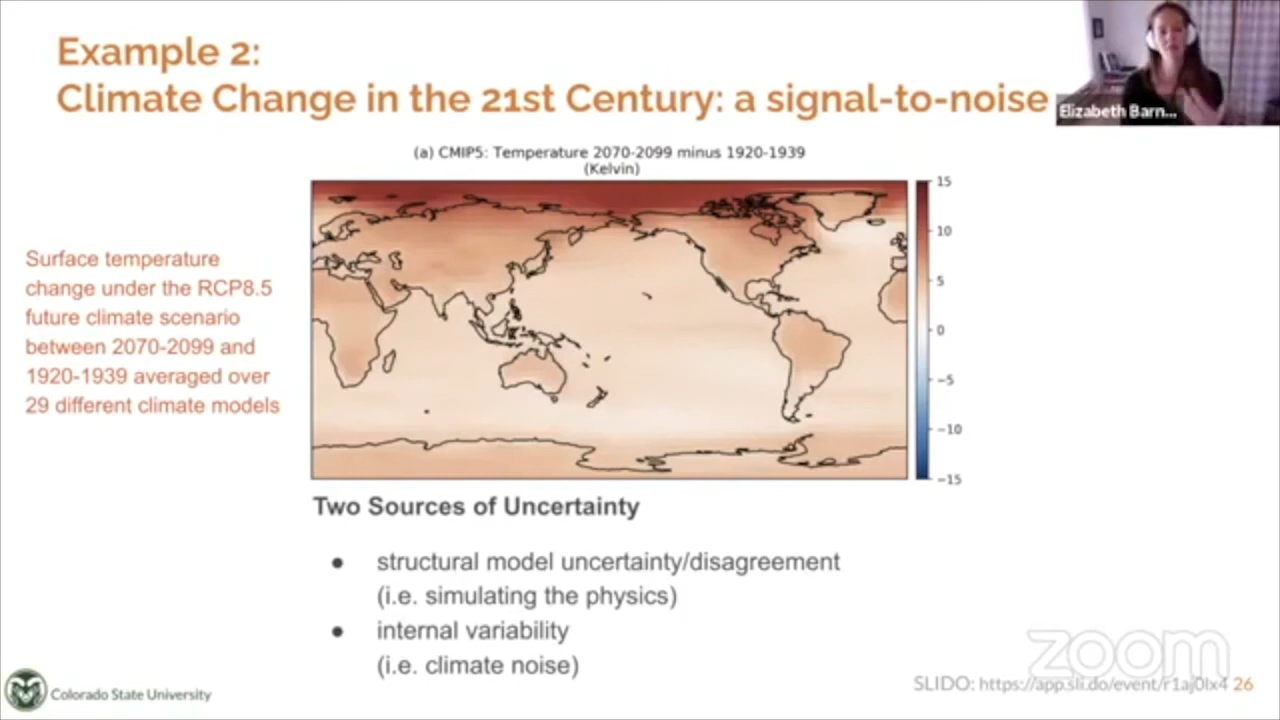 Example 2:
Climate Change in the 21st Century: a signal-to-noise
Elizabeth Barn...
(a) CMIP5: Temperature 2070-2099 minus 1920-1939
(Kelvin)
15
10
5
0
−5
−10
−15
Surface temperature
change under the RCP8.5
future climate scenario
between 2070-2099 and
1920-1939 averaged over
29 different climate models
Two Sources of Uncertainty
● structural model uncertainty/disagreement
(i.e. simulating the physics)
● internal variability
(i.e. climate noise)
zoom
Colorado State University
SLIDO: https://app.sli.do/event/r1aj0lx4 26